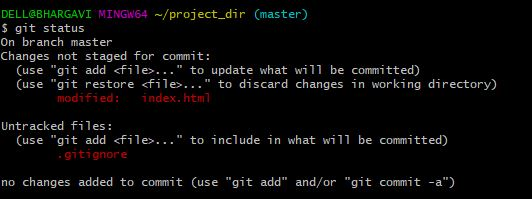 DELL@BHARGAVI MINGW64 ~/project_dir (master)
$ git status
On branch master
Changes not staged for commit:
  (use "git add <file>..." to update what will be committed)
  (use "git restore <file>..." to discard changes in working directory)
        modified:   index.html

Untracked files:
  (use "git add <file>..." to include in what will be committed)
        .gitignore

no changes added to commit (use "git add" and/or "git commit -a")